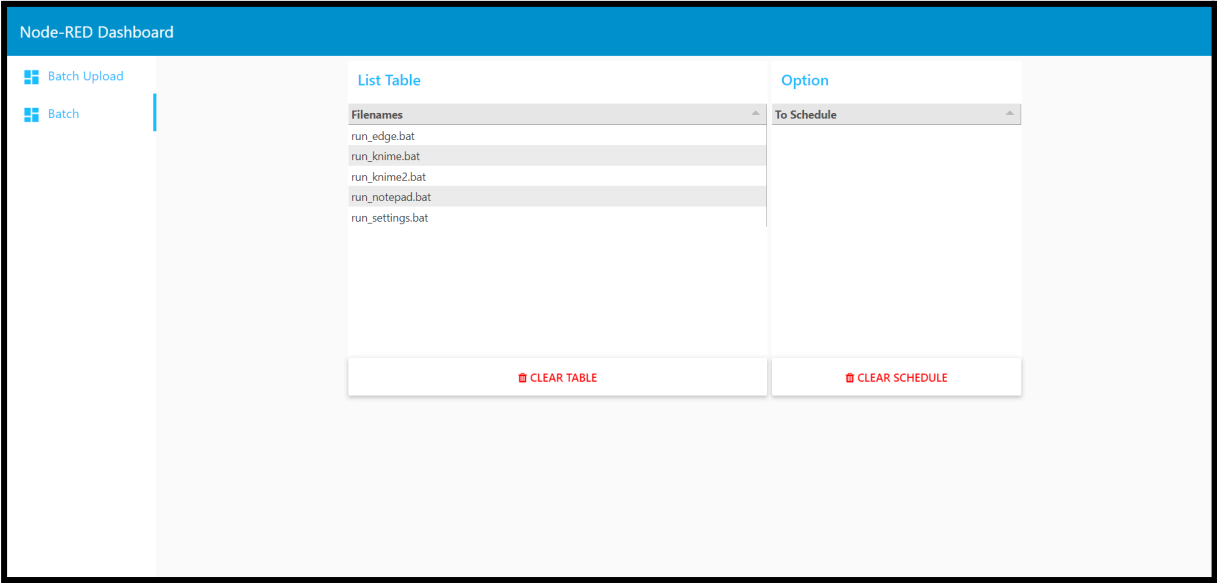 Node-RED Dashboard
Batch Upload
Batch
List Table
Filenames
run_edge.bat
run_knime.bat
run_knime2.bat
run_notepad.bat
run_settings.bat
CLEAR TABLE
Option
To Schedule
CLEAR SCHEDULE